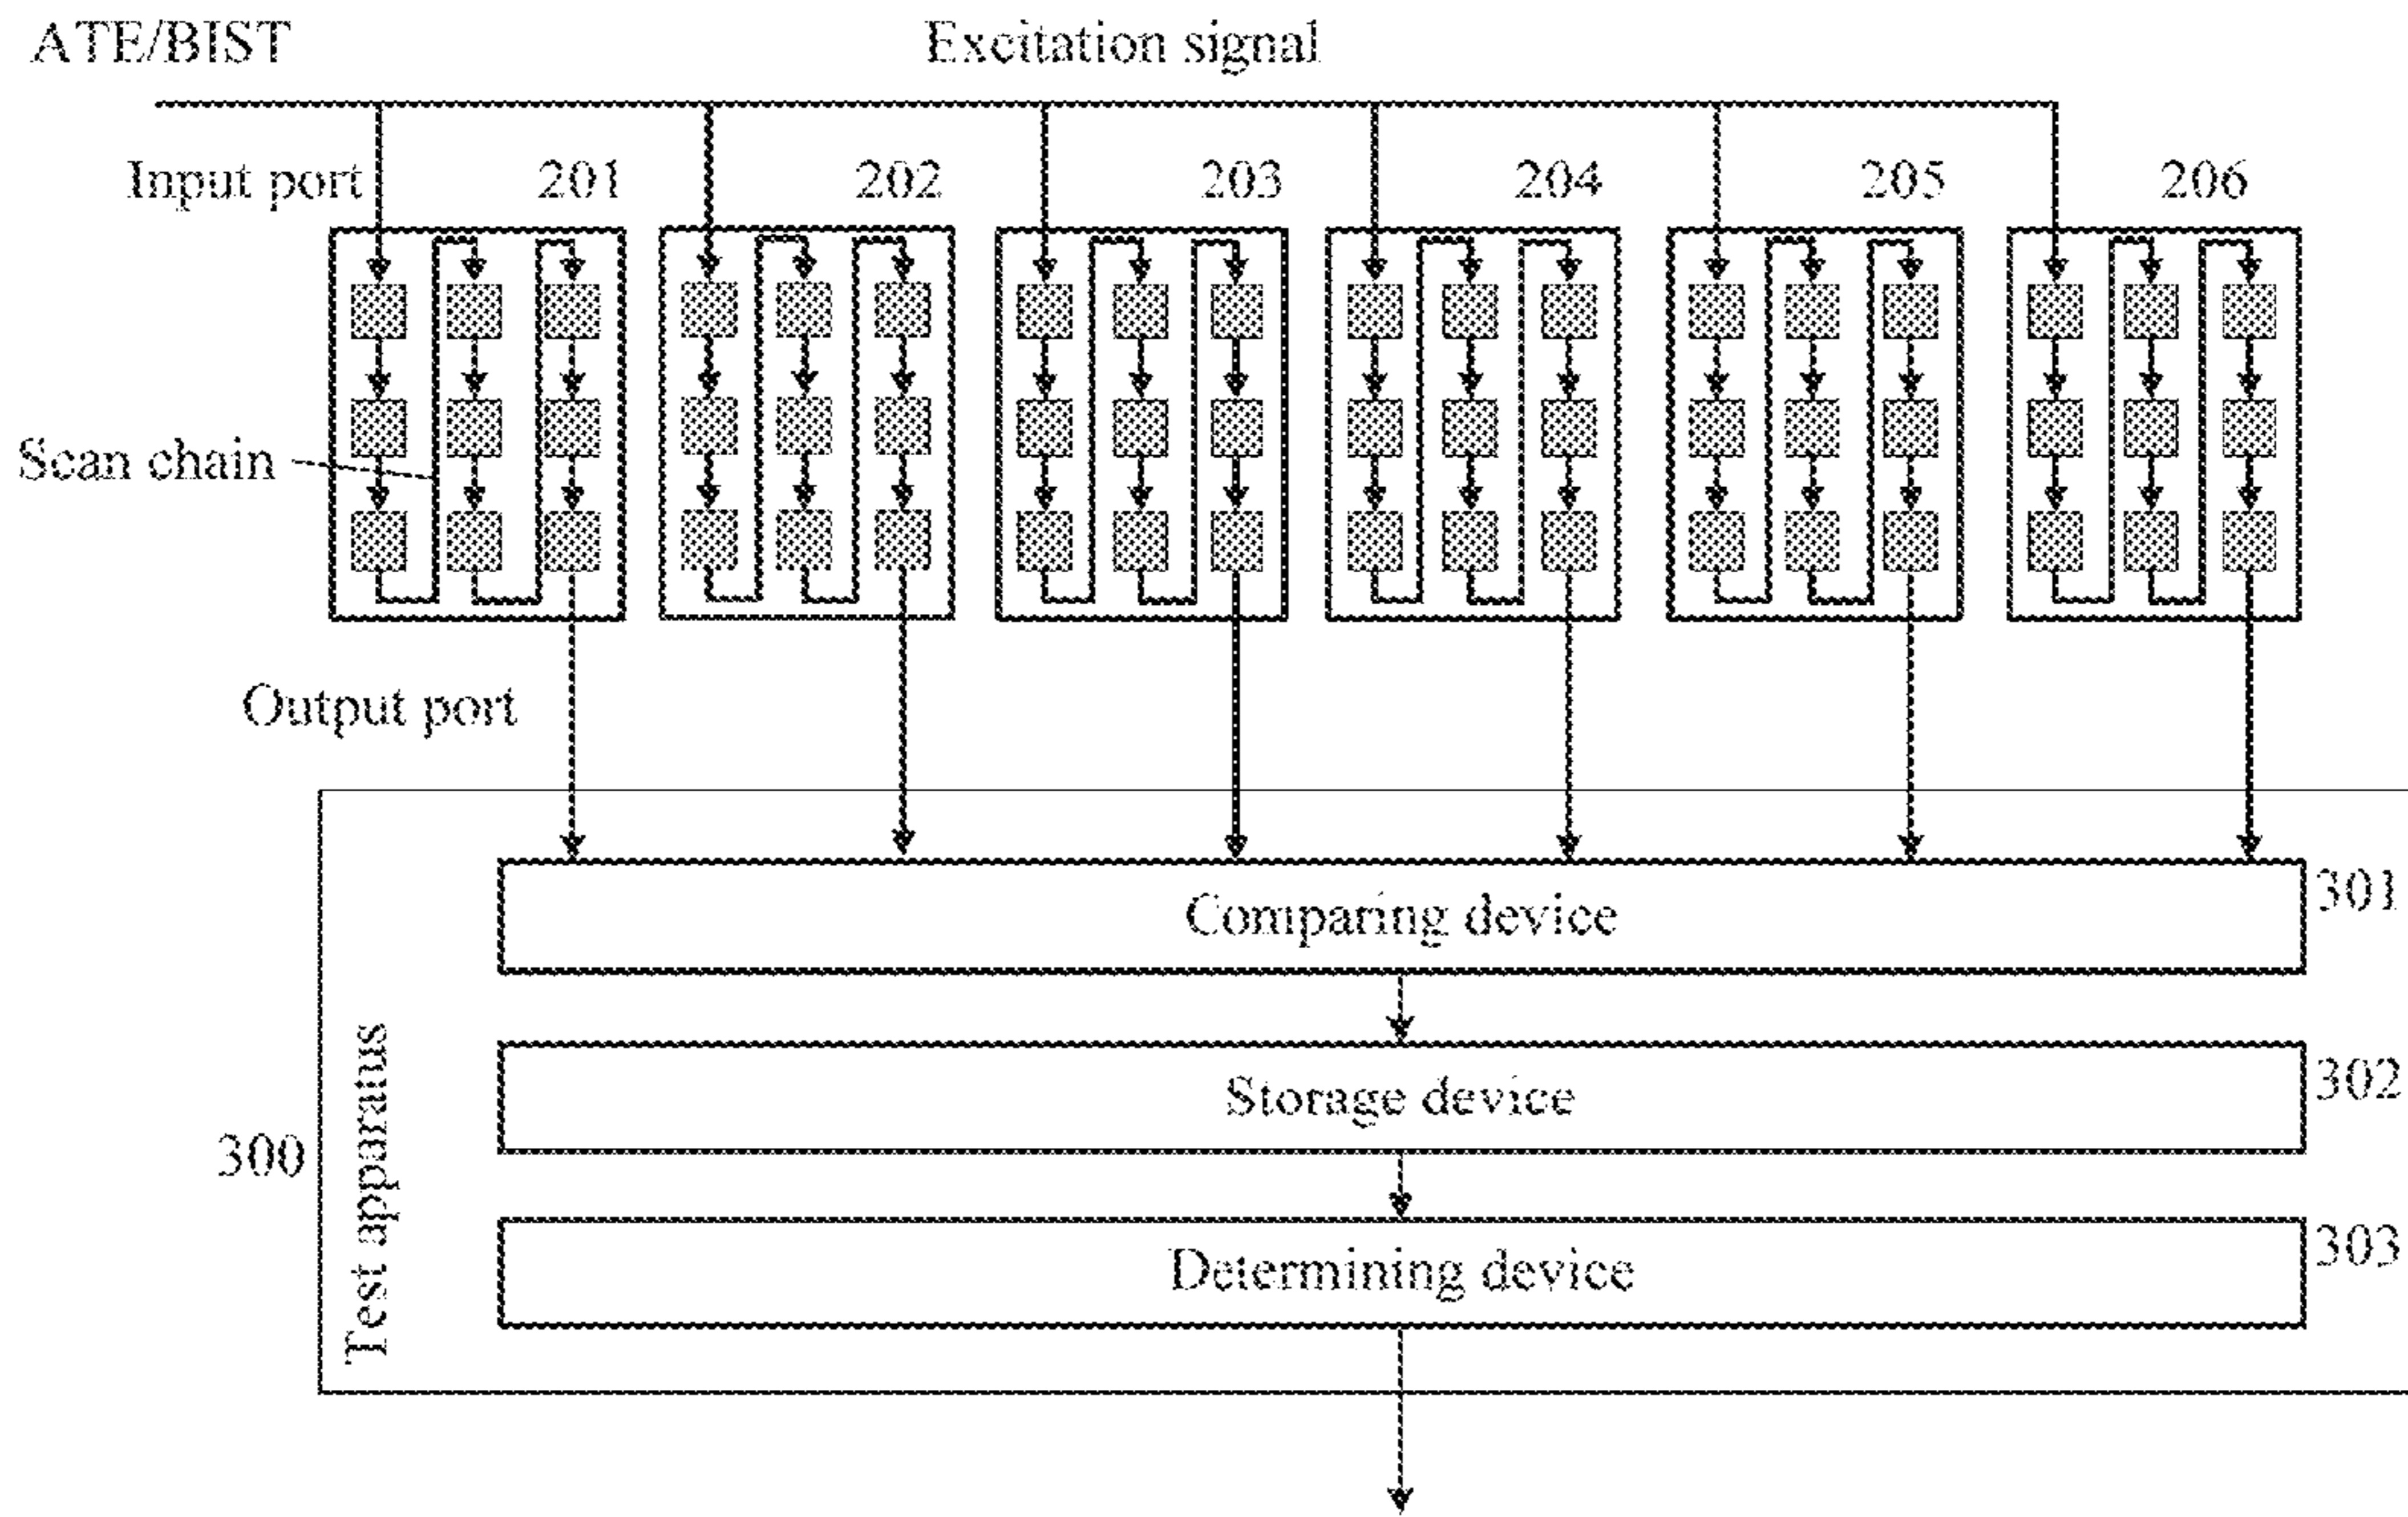 ATE/BIST
Excitation signal
Input port
201
202
203
204
205
206
Scan chain
Output port
Comparing device
301
Storage device
302
Determining device
303
300
Test apparatus